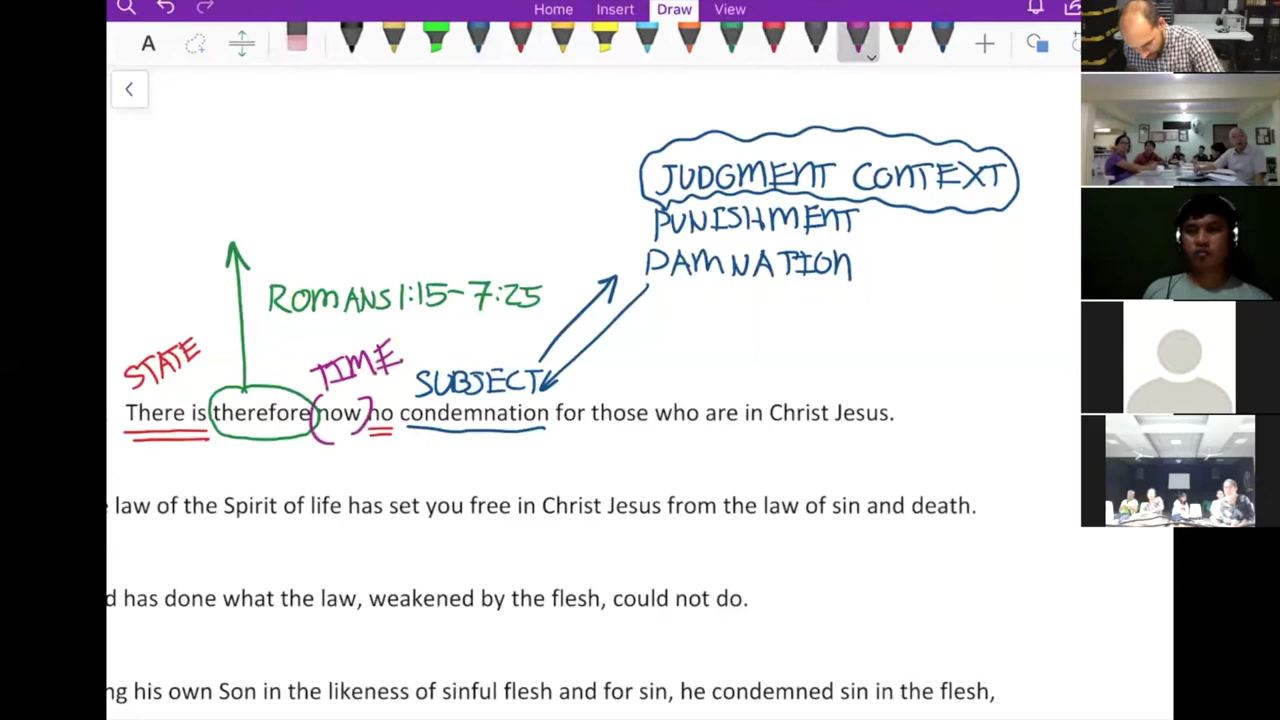 Home Insert Draw View
A
JUDGMENT CONTEXT
PUNISHMENT
DAMNATION
ROMANS 1:15-7:25
STATE
TIME
SUBJECT
There is therefore now no condemnation for those who are in Christ Jesus.
law of the Spirit of life has set you free in Christ Jesus from the law of sin and death.
has done what the law, weakened by the flesh, could not do.
his own Son in the likeness of sinful flesh and for sin, he condemned sin in the flesh,